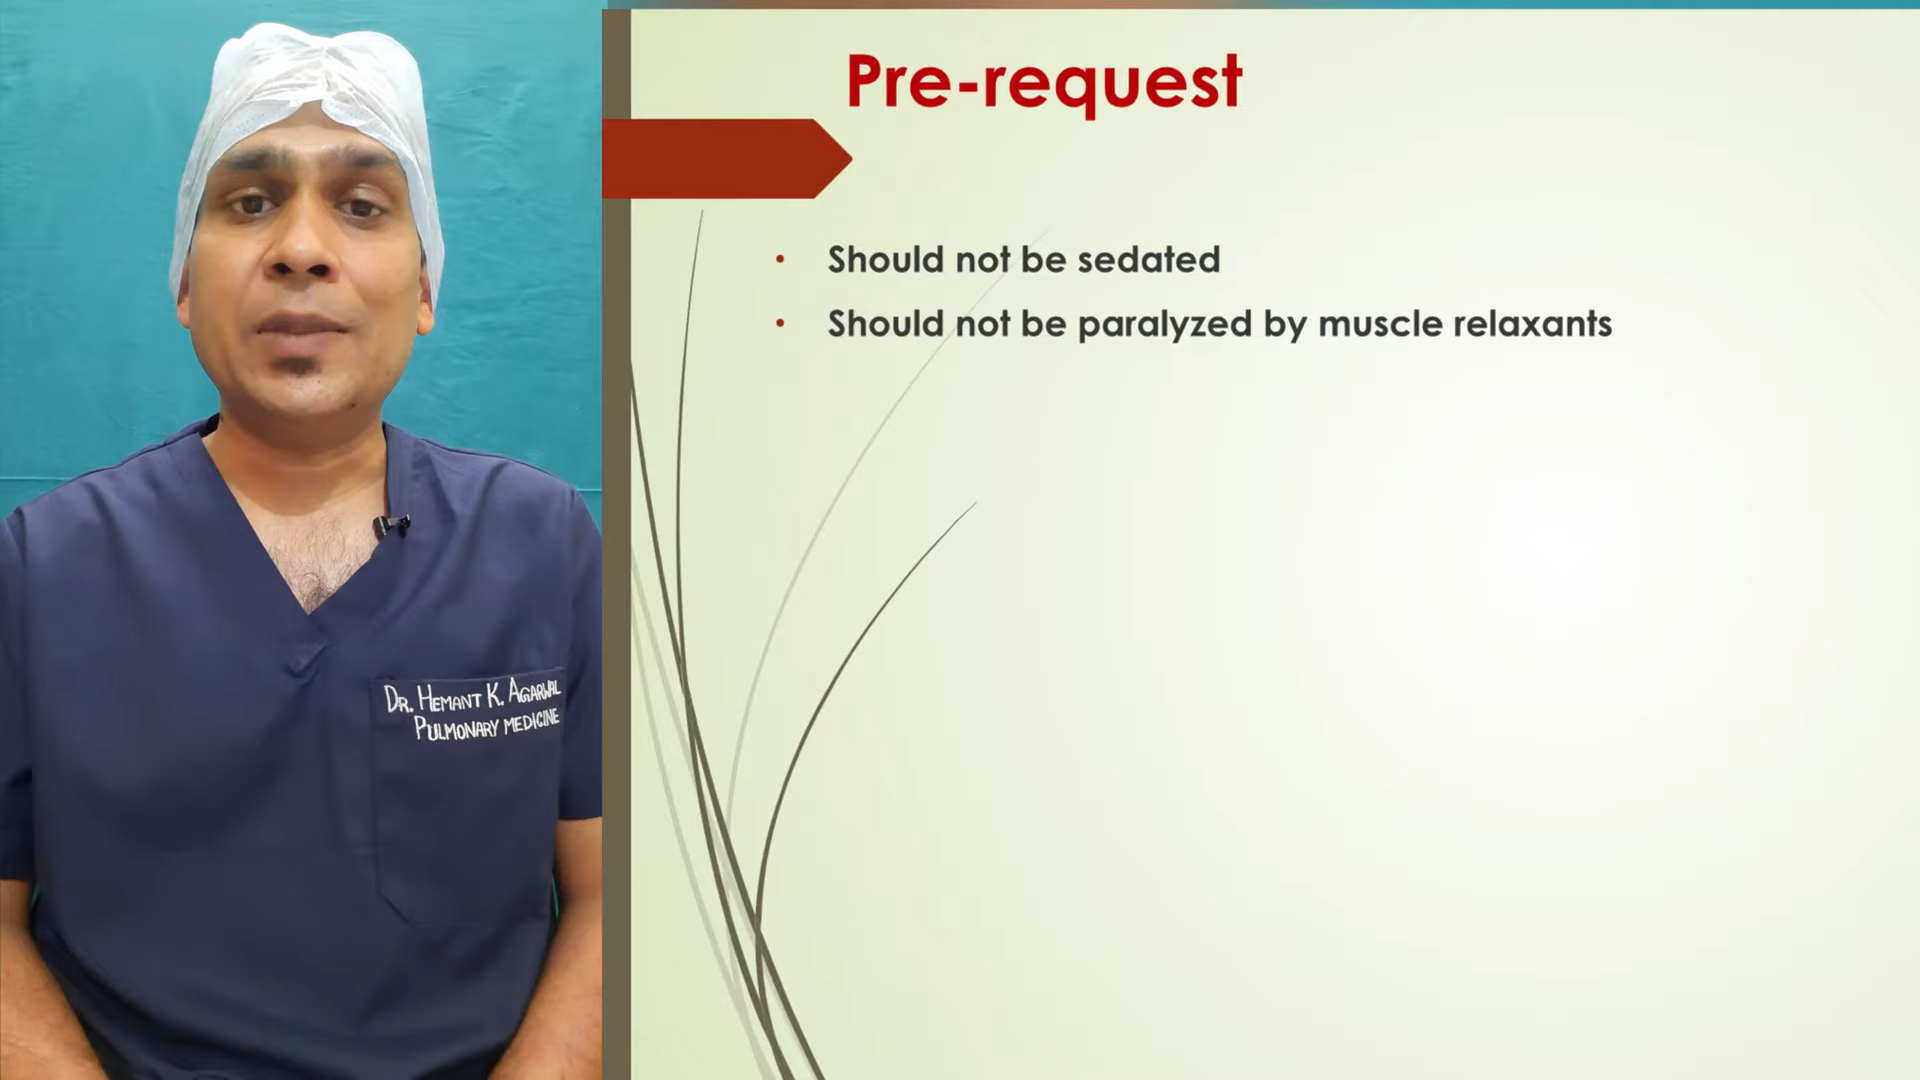 Pre-request
• Should not be sedated
• Should not be paralyzed by muscle relaxants
DR. HEMANT K. AGARWAL
PULMONARY MEDICINE